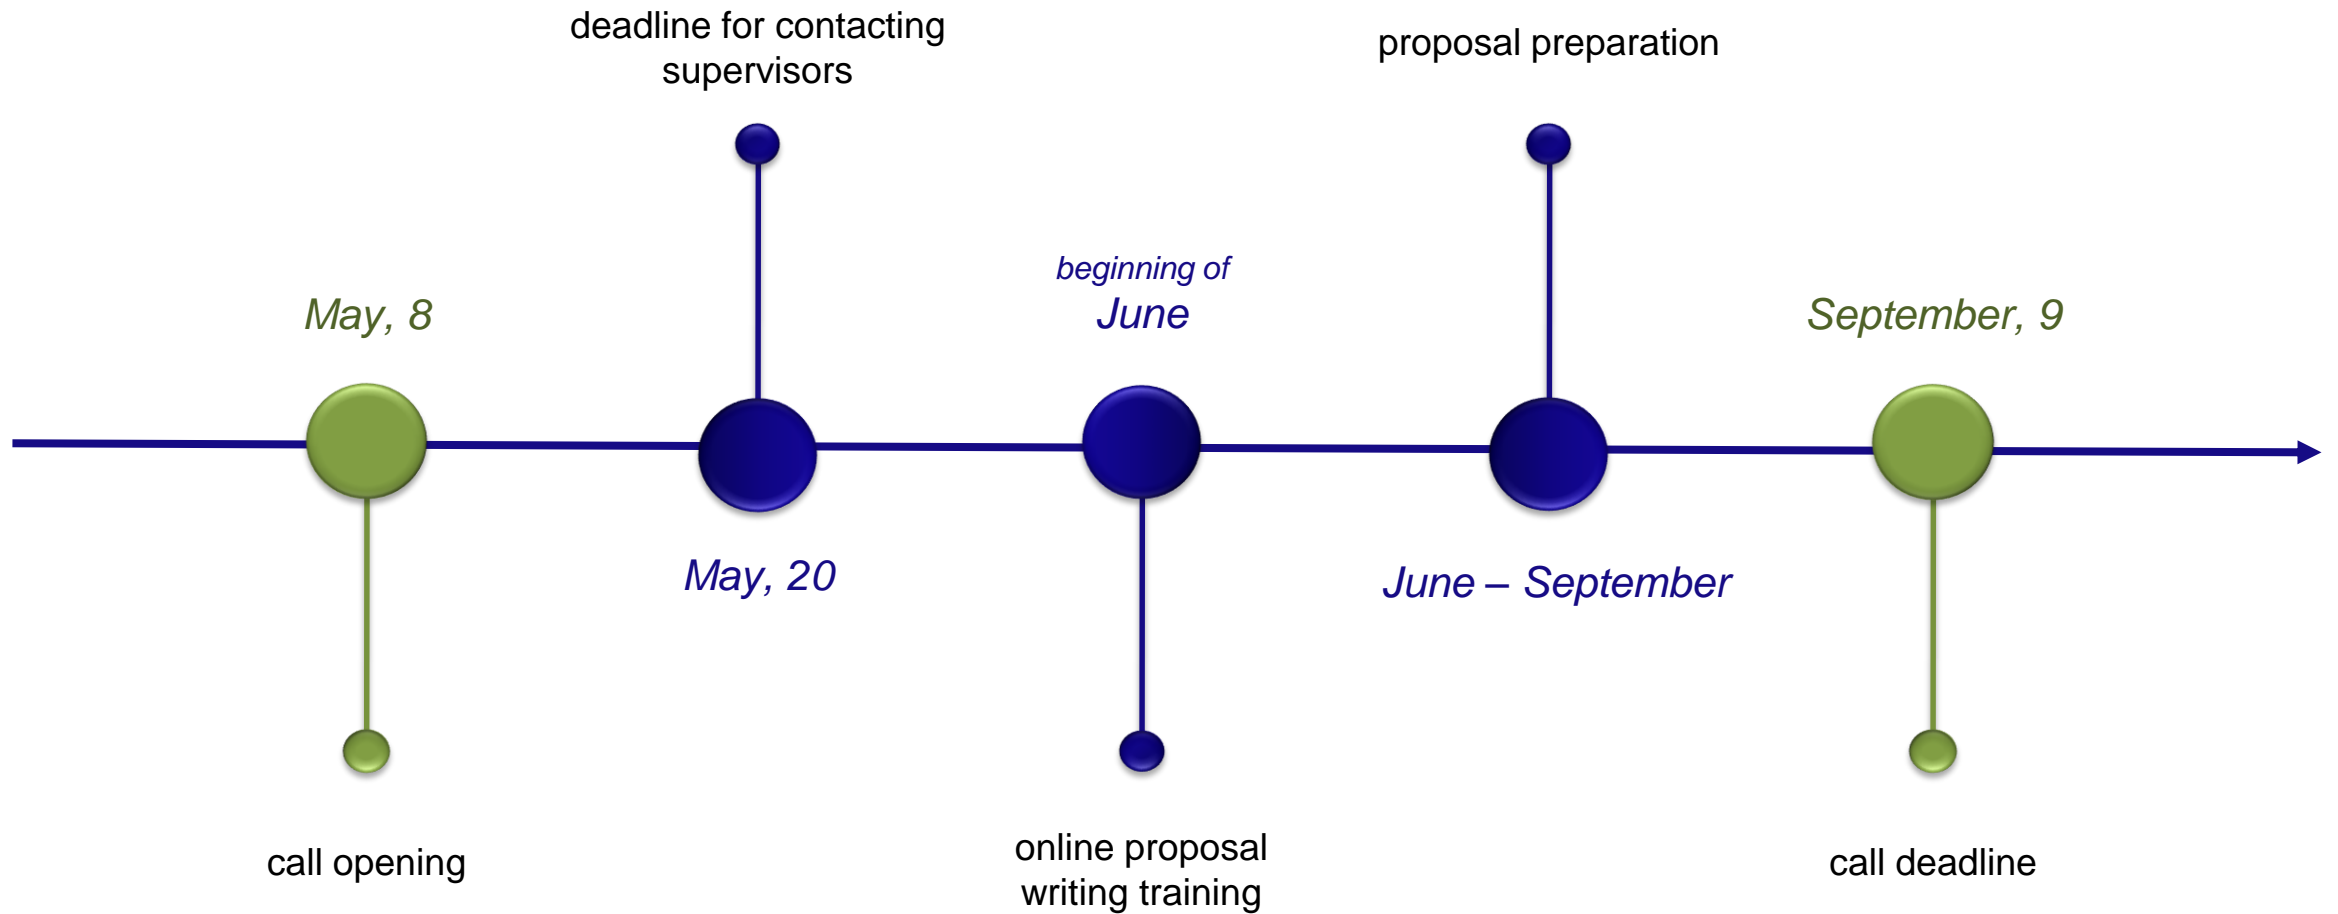 deadline for contacting
supervisors
proposal preparation
beginning of
June
May, 8
September, 9
May, 20
June – September
call opening
online proposal
writing training
call deadline